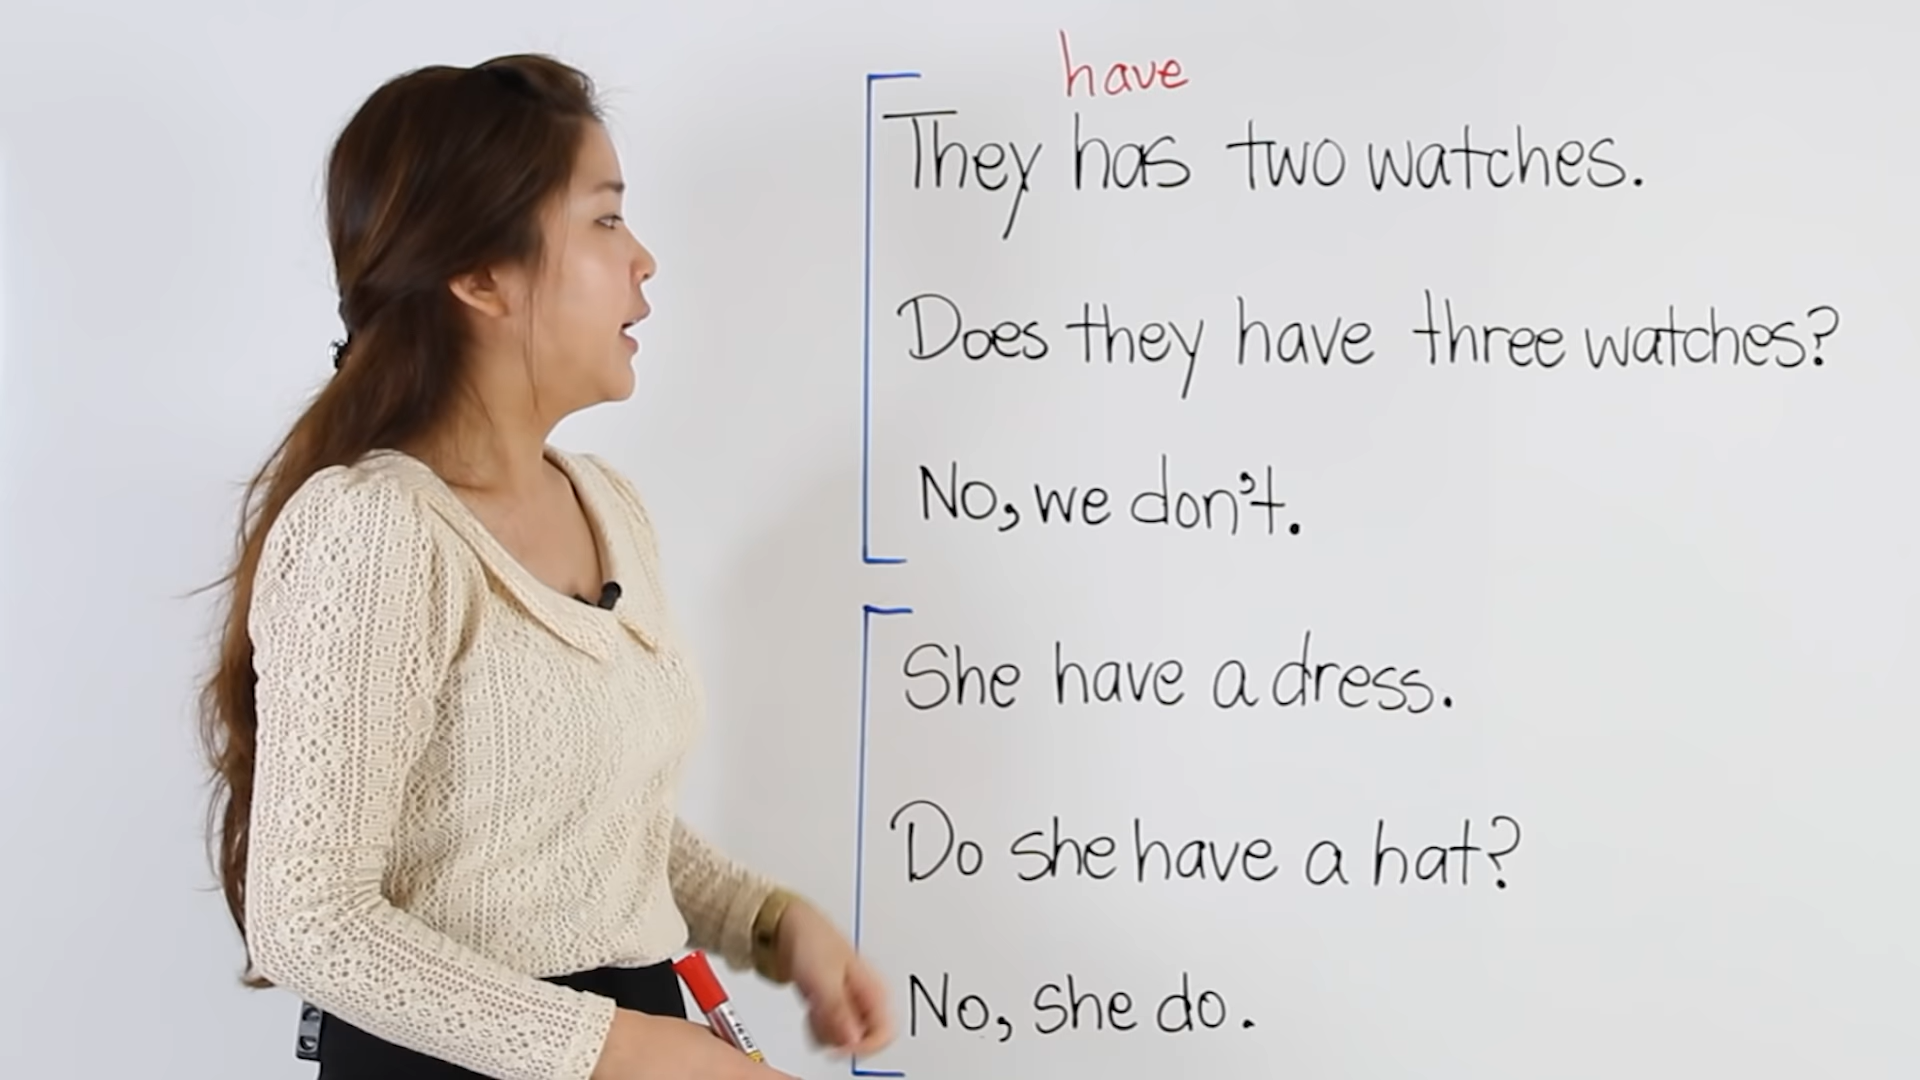 have
They has two watches.
Does they have three watches?
No, we don't.
She have a dress.
Do she have a hat?
No, she do.